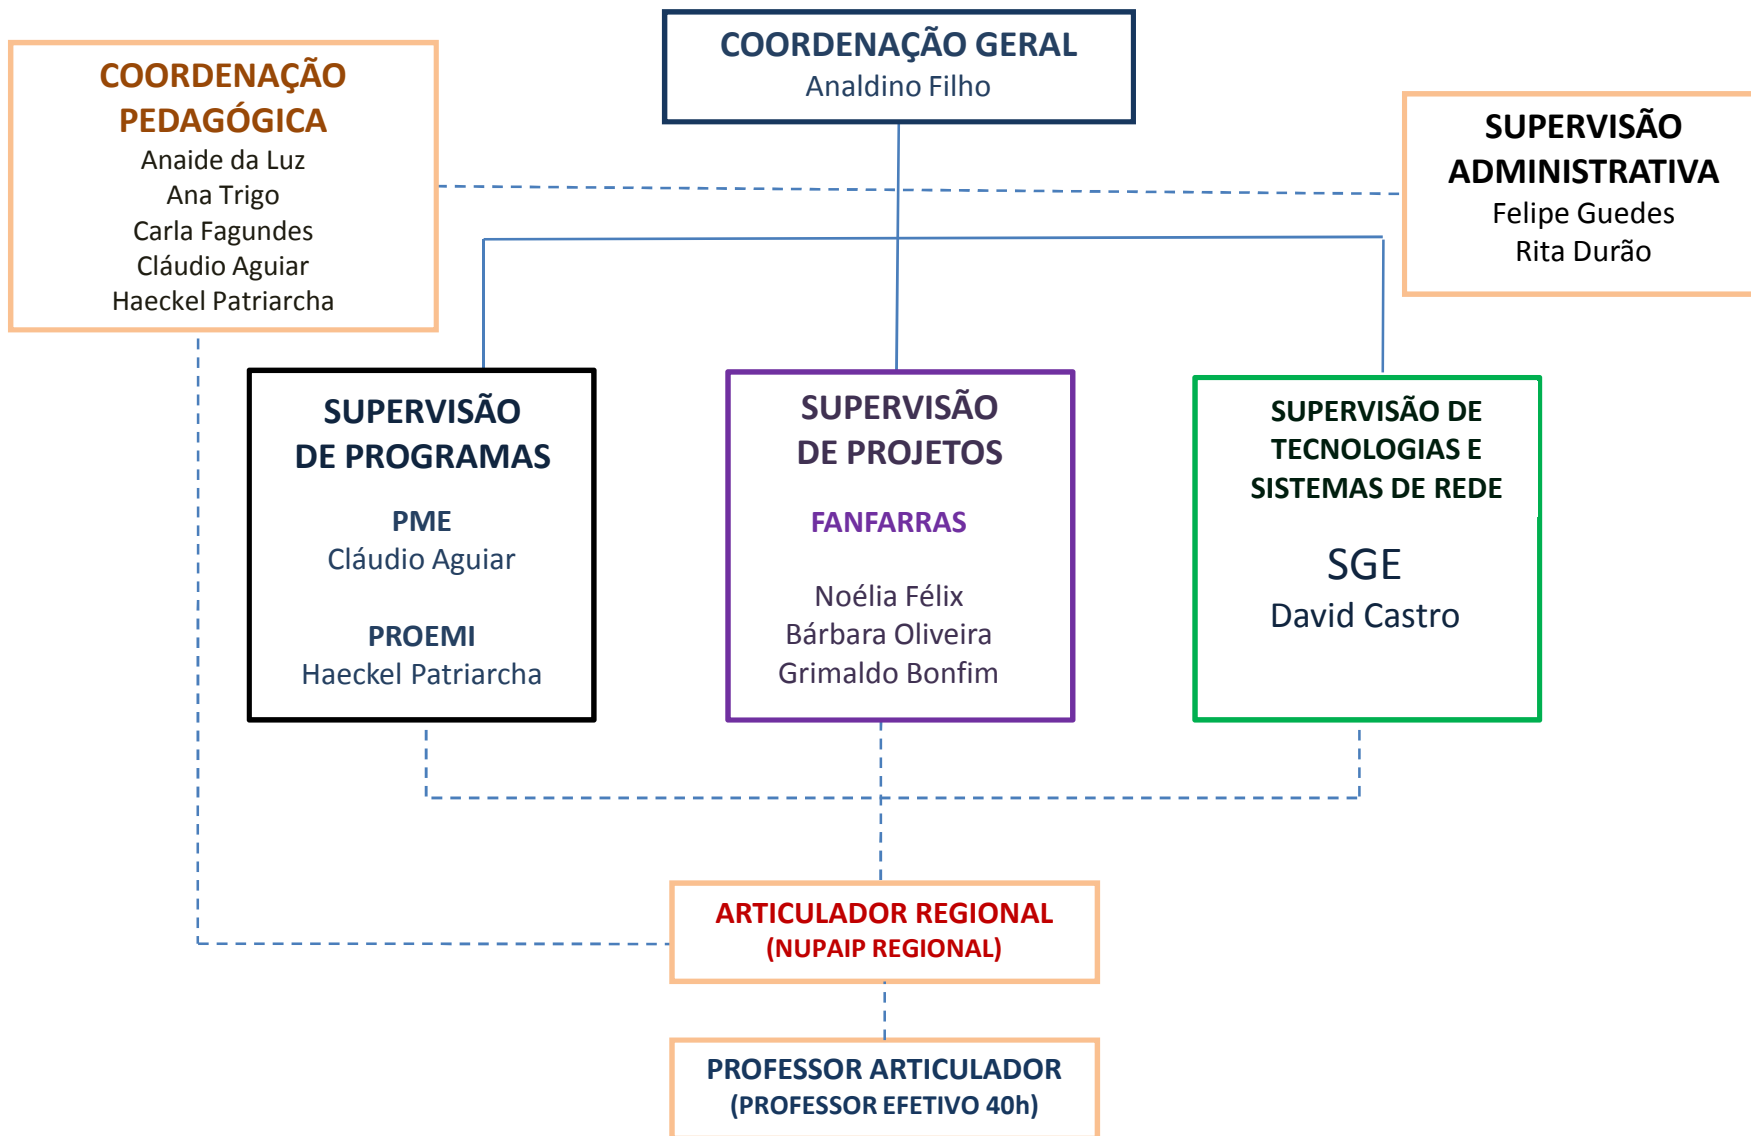 COORDENAÇÃO GERAL
Analdino Filho
COORDENAÇÃO
PEDAGÓGICA
Anaide da Luz
Ana Trigo
Carla Fagundes
Cláudio Aguiar
Haeckel Patriarcha
SUPERVISÃO
ADMINISTRATIVA
Felipe Guedes
Rita Durão
SUPERVISÃO
DE PROGRAMAS
PME
Cláudio Aguiar
PROEMI
Haeckel Patriarcha
SUPERVISÃO
DE PROJETOS
FANFARRAS
Noélia Félix
Bárbara Oliveira
Grimaldo Bonfim
SUPERVISÃO DE
TECNOLOGIAS E
SISTEMAS DE REDE
SGE
David Castro
ARTICULADOR REGIONAL
(NUPAIP REGIONAL)
PROFESSOR ARTICULADOR
(PROFESSOR EFETIVO 40h)